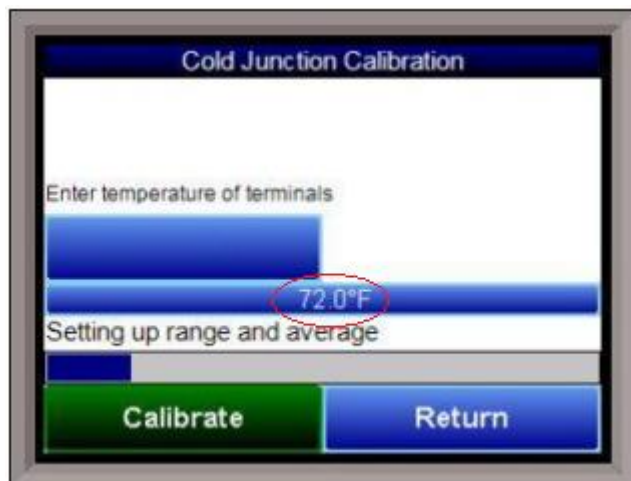 Cold Junction Calibration
Enter temperature of terminals
72.0°F
Setting up range and average
Calibrate Return